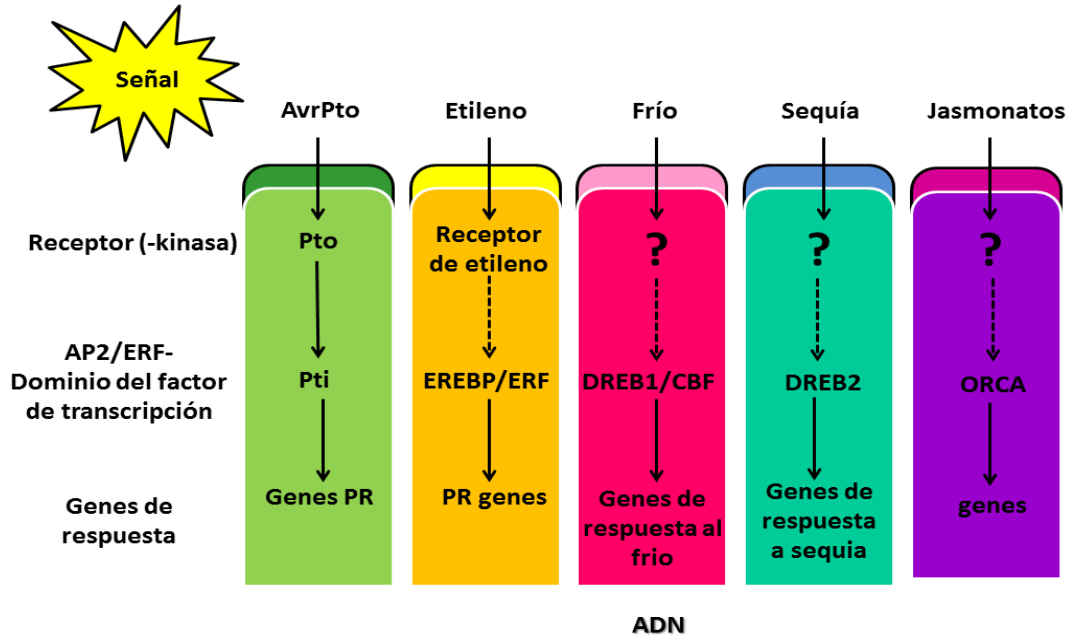 Señal
AvrPto
Etileno
Frío
Sequía
Jasmonatos
Receptor (-kinasa)
Pto
Receptor
de etileno
?
?
?
AP2/ERF-
Dominio del factor
de transcripción
Pti
EREBP/ERF
DREB1/CBF
DREB2
ORCA
Genes de
respuesta
Genes PR
PR genes
Genes de
respuesta al
frio
Genes de
respuesta
a sequia
genes
ADN